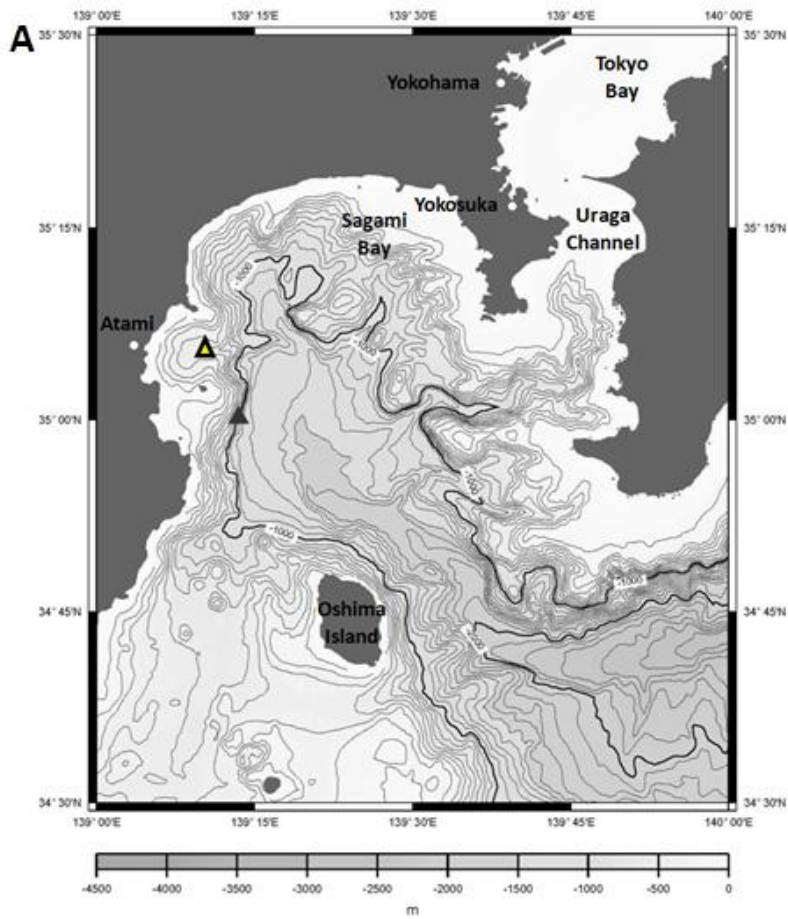 139° 00'E 139° 15'E 139° 30'E 139° 45'E 140° 00'E
A
35° 30'N 35° 30'N
Tokyo
Bay
Yokohama
Yokosuka
Sagami
Bay
Uraga
Channel
35° 15'N 35° 15'N
-1000
Atami
-1000
35° 00'N 35° 00'N
-1000
-1000
-1000
Oshima
Island
34° 45'N 34° 45'N
-2000
34° 30'N 34° 30'N
139° 00'E 139° 15'E 139° 30'E 139° 45'E 140° 00'E
-4500 -4000 -3500 -3000 -2500 -2000 -1500 -1000 -500 0
m